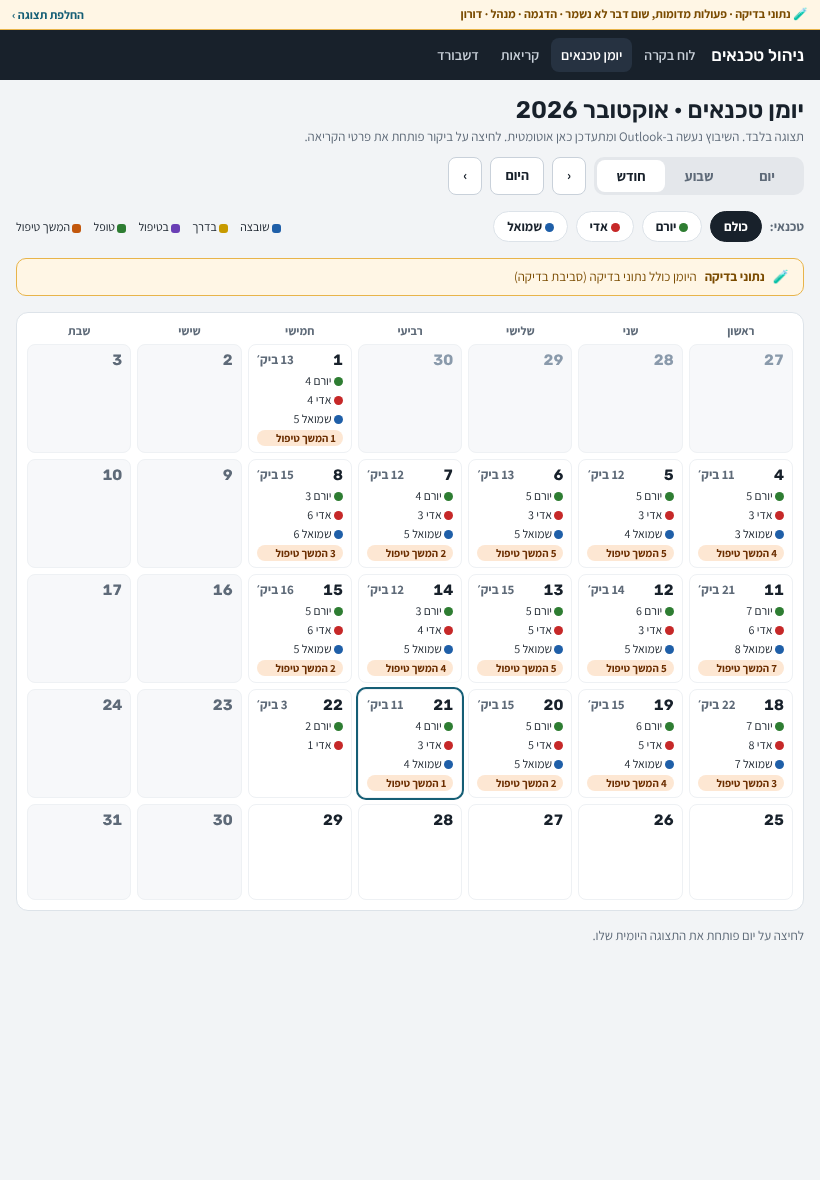 🧪 נתוני בדיקה · פעולות מדומות, שום דבר לא נשמר · הדגמה · מנהל · דורון
החלפת תצוגה ›
ניהול טכנאים
לוח בקרה
יומן טכנאים
קריאות
דשבורד
יומן טכנאים · אוקטובר 2026
תצוגה בלבד. השיבוץ נעשה ב-Outlook ומתעדכן כאן אוטומטית. לחיצה על ביקור פותחת את פרטי הקריאה.
יום
שבוע
חודש
‹
היום
›
טכנאי:
כולם
יורם
אדי
שמואל
שובצה
בדרך
בטיפול
טופל
המשך טיפול
🧪 נתוני בדיקה היומן כולל נתוני בדיקה (סביבת בדיקה)
ראשון שני שלישי רביעי חמישי שישי שבת
27
28
29
30
1 13 ביק׳
יורם 4
אדי 4
שמואל 5
1 המשך טיפול
2
3
4 11 ביק׳
יורם 5
אדי 3
שמואל 3
4 המשך טיפול
5 12 ביק׳
יורם 5
אדי 3
שמואל 4
5 המשך טיפול
6 13 ביק׳
יורם 5
אדי 3
שמואל 5
5 המשך טיפול
7 12 ביק׳
יורם 4
אדי 3
שמואל 5
2 המשך טיפול
8 15 ביק׳
יורם 3
אדי 6
שמואל 6
3 המשך טיפול
9
10
11 21 ביק׳
יורם 7
אדי 6
שמואל 8
7 המשך טיפול
12 14 ביק׳
יורם 6
אדי 3
שמואל 5
5 המשך טיפול
13 15 ביק׳
יורם 5
אדי 5
שמואל 5
5 המשך טיפול
14 12 ביק׳
יורם 3
אדי 4
שמואל 5
4 המשך טיפול
15 16 ביק׳
יורם 5
אדי 6
שמואל 5
2 המשך טיפול
16
17
18 22 ביק׳
יורם 7
אדי 8
שמואל 7
3 המשך טיפול
19 15 ביק׳
יורם 6
אדי 5
שמואל 4
4 המשך טיפול
20 15 ביק׳
יורם 5
אדי 5
שמואל 5
2 המשך טיפול
21 11 ביק׳
יורם 4
אדי 3
שמואל 4
1 המשך טיפול
22 3 ביק׳
יורם 2
אדי 1
23
24
25
26
27
28
29
30
31
לחיצה על יום פותחת את התצוגה היומית שלו.